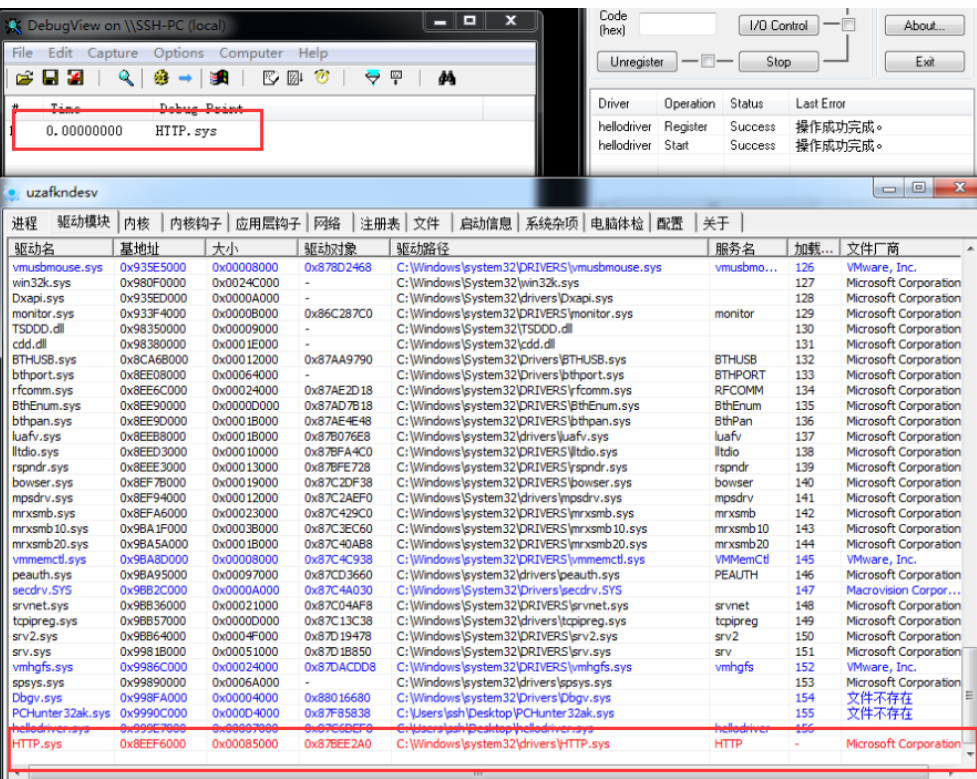 DebugView on \\SSH-PC (local)
File Edit Capture Options Computer Help
# Time Debug Print
0.00000000 HTTP.sys
Code (hex)
I/O Control
About...
Unregister
Stop
Exit
Driver Operation Status Last Error
hellodriver Register Success 操作成功完成。
hellodriver Start Success 操作成功完成。
uzafkndesv
进程 驱动模块 内核 内核钩子 应用层钩子 网络 注册表 文件 启动信息 系统杂项 电脑体检 配置 关于
驱动名 基地址 大小 驱动对象 驱动路径 服务名 加载... 文件厂商
vmusbmouse.sys 0x935E5000 0x00008000 0x878D2468 C:\Windows\system32\DRIVERS\vmusbmouse.sys vmusbmo... 126 VMware, Inc.
win32k.sys 0x980F0000 0x0024C000 - C:\Windows\System32\win32k.sys 127 Microsoft Corporation
Dxapi.sys 0x935ED000 0x0000A000 - C:\Windows\System32\drivers\Dxapi.sys 128 Microsoft Corporation
monitor.sys 0x933F4000 0x0000B000 0x86C287C0 C:\Windows\system32\DRIVERS\monitor.sys monitor 129 Microsoft Corporation
TSDDD.dll 0x98350000 0x00009000 - C:\Windows\System32\TSDDD.dll 130 Microsoft Corporation
cdd.dll 0x98380000 0x0001E000 - C:\Windows\System32\cdd.dll 131 Microsoft Corporation
BTHUSB.sys 0x8CA6B000 0x00012000 0x87AA9790 C:\Windows\System32\Drivers\BTHUSB.sys BTHUSB 132 Microsoft Corporation
bthport.sys 0x8EE08000 0x00064000 - C:\Windows\System32\Drivers\bthport.sys BTHPORT 133 Microsoft Corporation
rfcomm.sys 0x8EE6C000 0x00024000 0x87AE2D18 C:\Windows\system32\DRIVERS\rfcomm.sys RFCOMM 134 Microsoft Corporation
BthEnum.sys 0x8EE90000 0x0000D000 0x87AD7B18 C:\Windows\system32\DRIVERS\BthEnum.sys BthEnum 135 Microsoft Corporation
bthpan.sys 0x8EE9D000 0x0001B000 0x87AE4E48 C:\Windows\system32\DRIVERS\bthpan.sys BthPan 136 Microsoft Corporation
luafv.sys 0x8EEB8000 0x0001B000 0x87B076E8 C:\Windows\system32\drivers\luafv.sys luafv 137 Microsoft Corporation
lltdio.sys 0x8EED3000 0x00010000 0x87BFA4C0 C:\Windows\system32\DRIVERS\lltdio.sys lltdio 138 Microsoft Corporation
rspndr.sys 0x8EEE3000 0x00013000 0x87BFE728 C:\Windows\system32\DRIVERS\rspndr.sys rspndr 139 Microsoft Corporation
bowser.sys 0x8EF7B000 0x00019000 0x87C2DF38 C:\Windows\system32\DRIVERS\bowser.sys bowser 140 Microsoft Corporation
mpsdrv.sys 0x8EF94000 0x00012000 0x87C2AEF0 C:\Windows\System32\drivers\mpsdrv.sys mpsdrv 141 Microsoft Corporation
mrxsmb.sys 0x8EFA6000 0x00023000 0x87C429C0 C:\Windows\system32\DRIVERS\mrxsmb.sys mrxsmb 142 Microsoft Corporation
mrxsmb10.sys 0x9BA1F000 0x0003B000 0x87C3EC60 C:\Windows\system32\DRIVERS\mrxsmb10.sys mrxsmb10 143 Microsoft Corporation
mrxsmb20.sys 0x9BA5A000 0x0001B000 0x87C40AB8 C:\Windows\system32\DRIVERS\mrxsmb20.sys mrxsmb20 144 Microsoft Corporation
vmmemctl.sys 0x9BA8D000 0x00008000 0x87C4C938 C:\Windows\system32\DRIVERS\vmmemctl.sys VMMemCtl 145 VMware, Inc.
peauth.sys 0x9BA95000 0x00097000 0x87CD3660 C:\Windows\system32\drivers\peauth.sys PEAUTH 146 Microsoft Corporation
secdrv.SYS 0x9BB2C000 0x0000A000 0x87C4A030 C:\Windows\System32\Drivers\secdrv.SYS 147 Macrovision Corpor...
srvnet.sys 0x9BB36000 0x00021000 0x87C04AF8 C:\Windows\System32\DRIVERS\srvnet.sys srvnet 148 Microsoft Corporation
tcpipreg.sys 0x9BB57000 0x0000D000 0x87C13C38 C:\Windows\System32\drivers\tcpipreg.sys tcpipreg 149 Microsoft Corporation
srv2.sys 0x9BB64000 0x0004F000 0x87D19478 C:\Windows\System32\DRIVERS\srv2.sys srv2 150 Microsoft Corporation
srv.sys 0x9981B000 0x00051000 0x87D1B850 C:\Windows\System32\DRIVERS\srv.sys srv 151 Microsoft Corporation
vmhgfs.sys 0x9986C000 0x00024000 0x87DACDD8 C:\Windows\system32\DRIVERS\vmhgfs.sys vmhgfs 152 VMware, Inc.
spsys.sys 0x99890000 0x0006A000 - C:\Windows\system32\drivers\spsys.sys 153 Microsoft Corporation
Dbgv.sys 0x998FA000 0x00004000 0x88016680 C:\Windows\system32\Drivers\Dbgv.sys 154 文件不存在
PCHunter32ak.sys 0x9990C000 0x000D4000 0x87F85838 C:\Users\ssh\Desktop\PCHunter32ak.sys 155 文件不存在
hellodriver.sys 0x999E7000 0x00007000 C:\Users\ssh\Desktop\hellodriver.sys hellodriver 156
HTTP.sys 0x8EEF6000 0x00085000 0x87BEE2A0 C:\Windows\system32\drivers\HTTP.sys HTTP - Microsoft Corporation